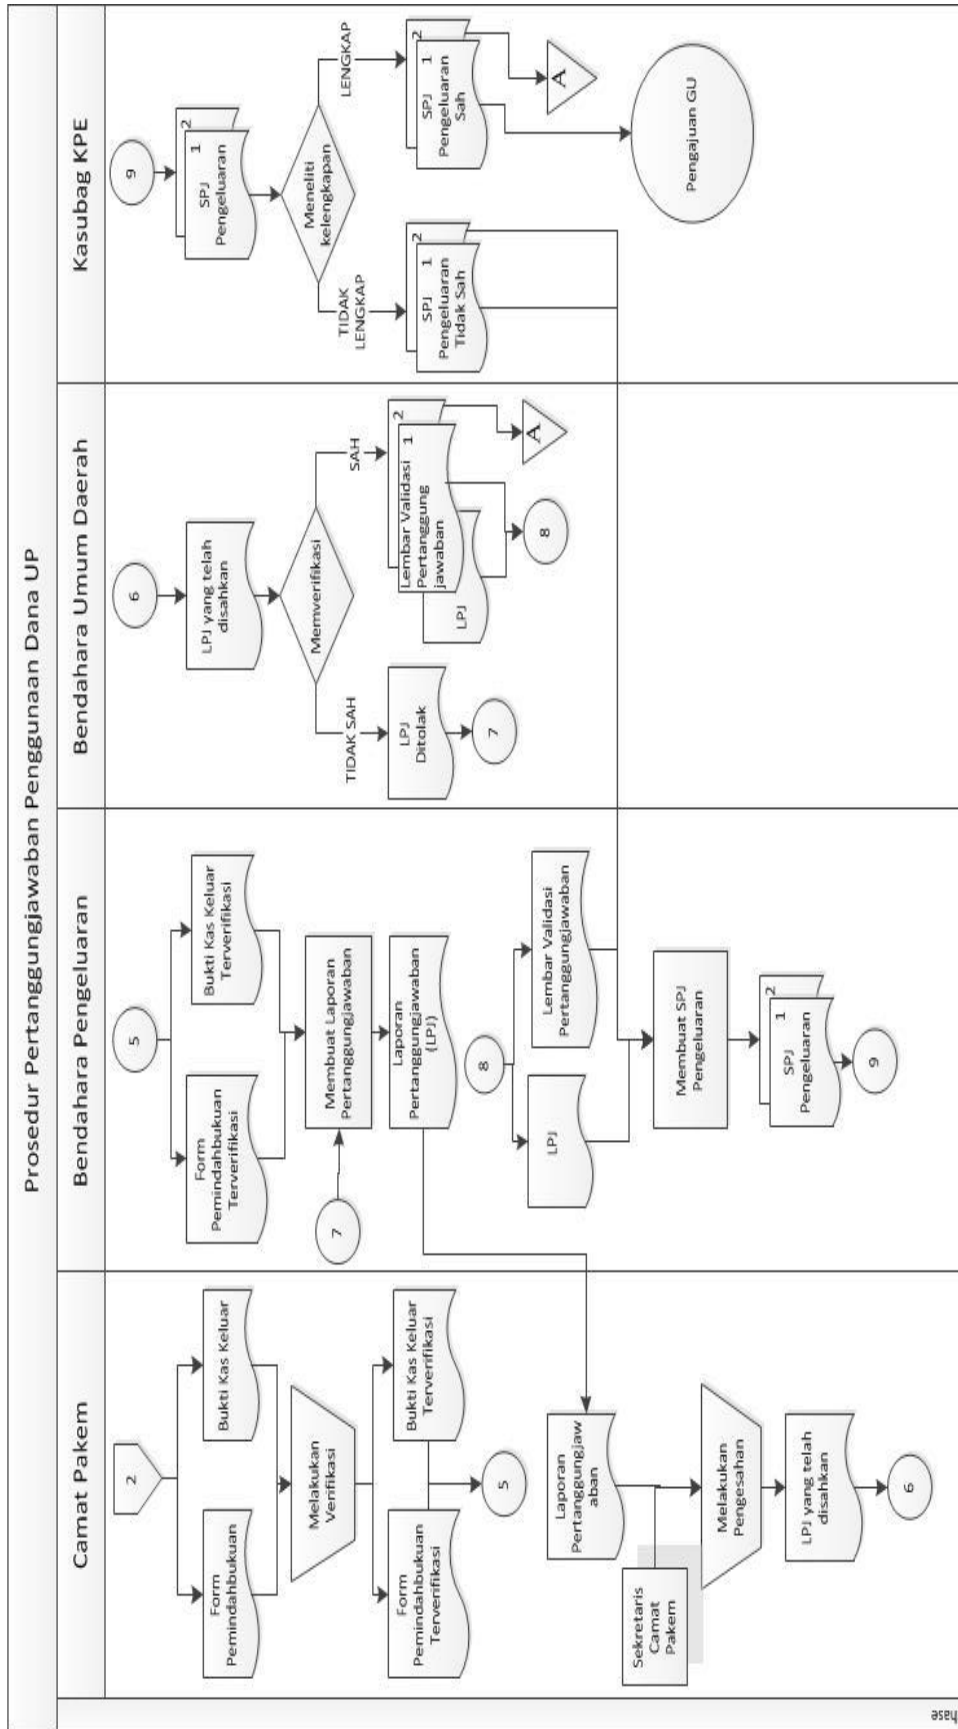 Prosedur Pertanggungjawaban Penggunaan Dana UP
Camat Pakem
2
Form
Pemindahbukuan
Bukti Kas Keluar
Melakukan
Verifikasi
Form
Pemindahbukuan
Terverifikasi
Bukti Kas Keluar
Terverifikasi
5
Laporan
Pertanggungjaw
aban
Sekretaris
Camat
Pakem
Melakukan
Pengesahan
LPJ yang telah
disahkan
6
Bendahara Pengeluaran
5
Form
Pemindahbukuan
Terverifikasi
Bukti Kas Keluar
Terverifikasi
7
Membuat Laporan
Pertanggungjawaban
Laporan
Pertanggungjawaban
(LPJ)
8
LPJ
Lembar Validasi
Pertanggungjawaban
Membuat SPJ
Pengeluaran
2
1
SPJ
Pengeluaran
9
Bendahara Umum Daerah
6
LPJ yang telah
disahkan
Memverifikasi
TIDAK SAH
SAH
LPJ
Ditolak
7
2
1
Lembar Validasi
Pertanggung
jawaban
LPJ
A
8
Kasubag KPE
9
2
1
SPJ
Pengeluaran
Meneliti
kelengkapan
TIDAK
LENGKAP
LENGKAP
2
1
SPJ
Pengeluaran
Tidak Sah
2
1
SPJ
Pengeluaran
Sah
A
Pengajuan GU
hase